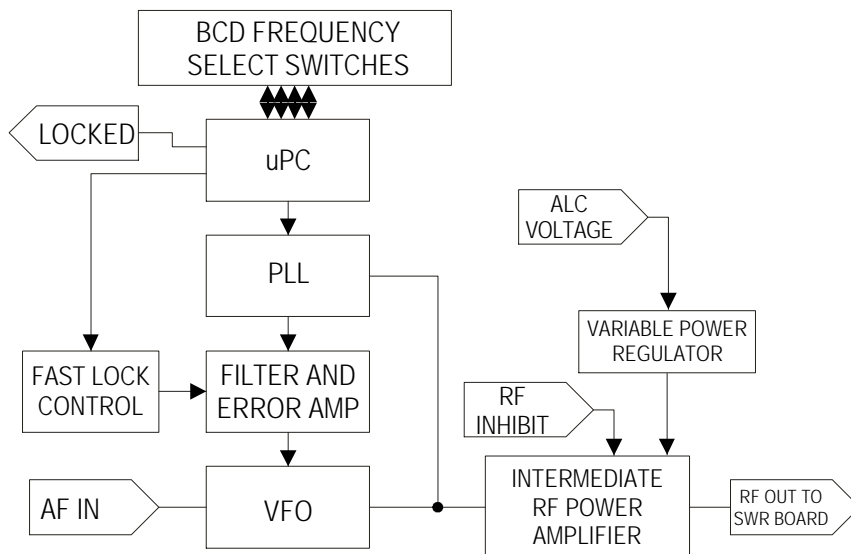 BCD FREQUENCY
SELECT SWITCHES
LOCKED
uPC
ALC
VOLTAGE
PLL
VARIABLE POWER
REGULATOR
FAST LOCK
CONTROL
FILTER AND
ERROR AMP
RF
INHIBIT
AF IN
VFO
INTERMEDIATE
RF POWER
AMPLIFIER
RF OUT TO
SWR BOARD